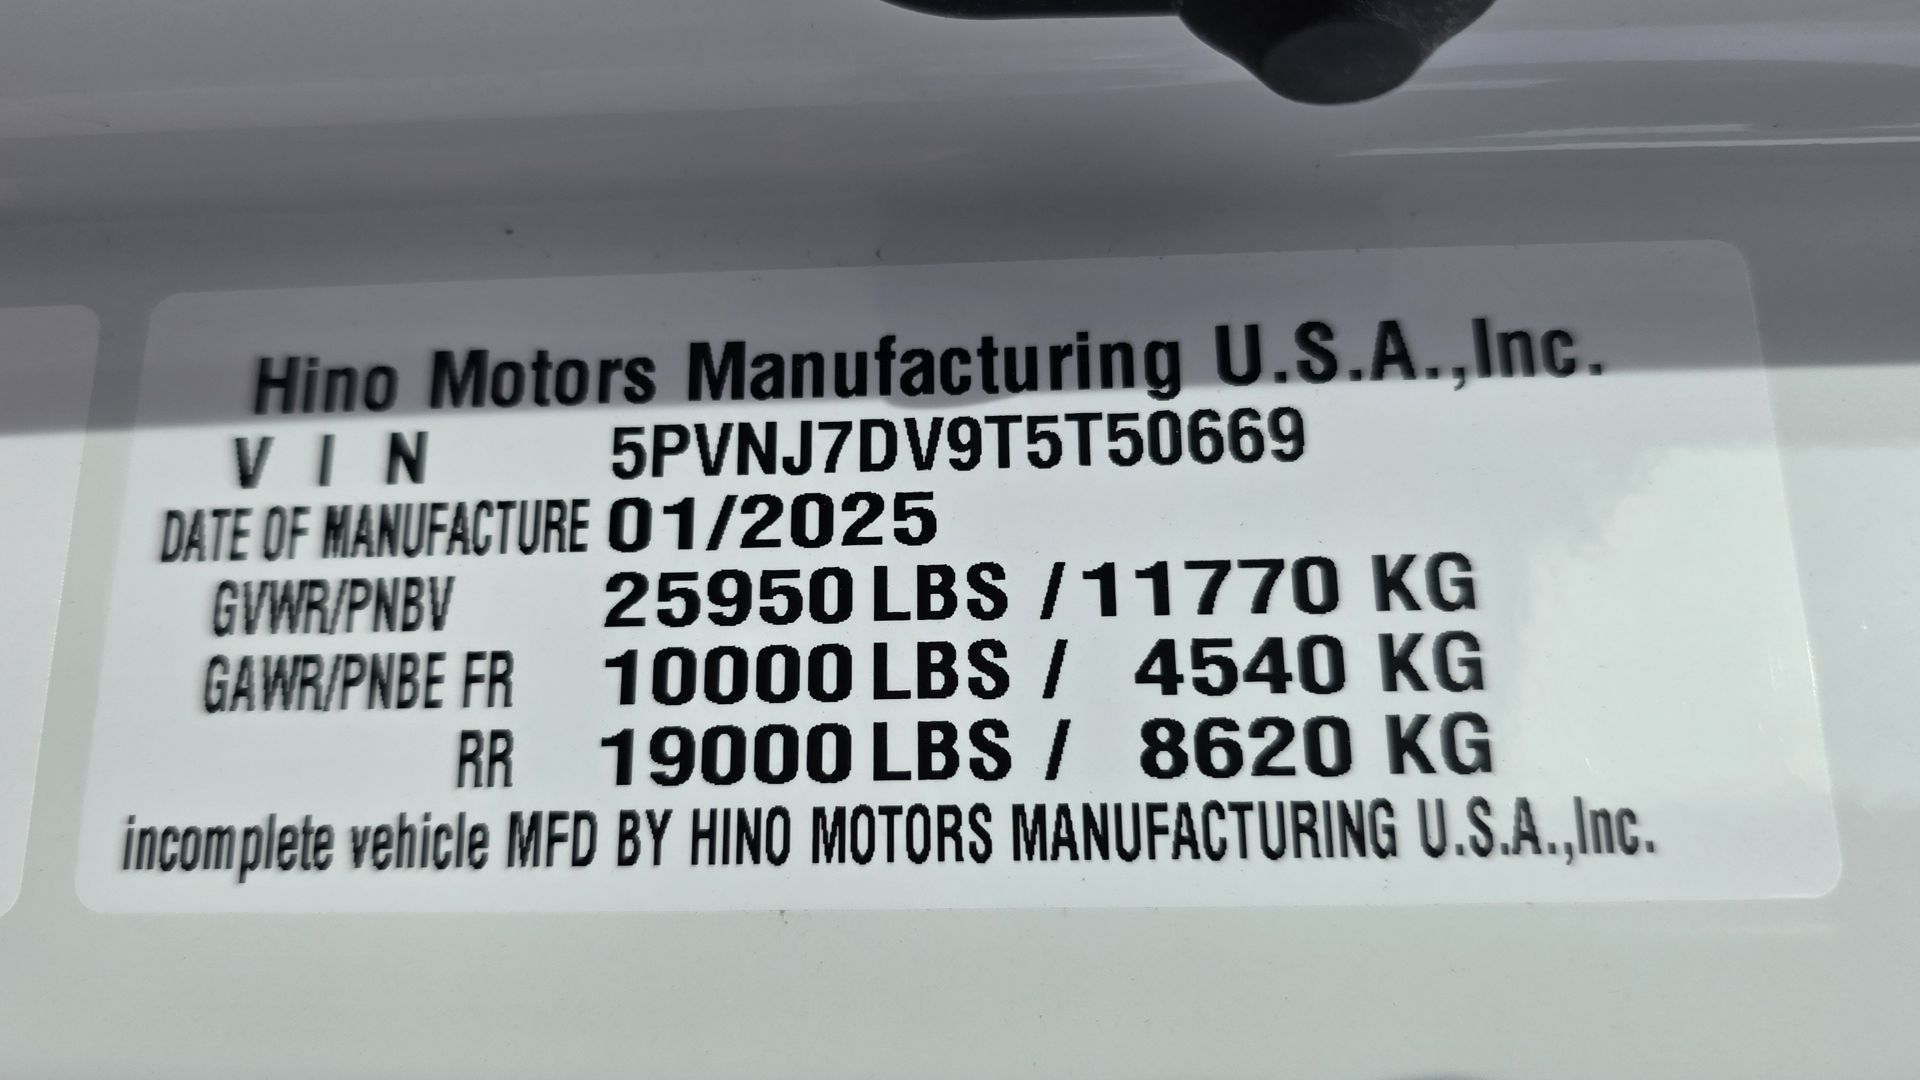 Hino Motors Manufacturing U.S.A.,Inc.
V I N 5PVNJ7DV9T5T50669
DATE OF MANUFACTURE 01/2025
GVWR/PNBV 25950 LBS / 11770 KG
GAWR/PNBE FR 10000 LBS / 4540 KG
RR 19000 LBS / 8620 KG
incomplete vehicle MFD BY HINO MOTORS MANUFACTURING U.S.A.,Inc.